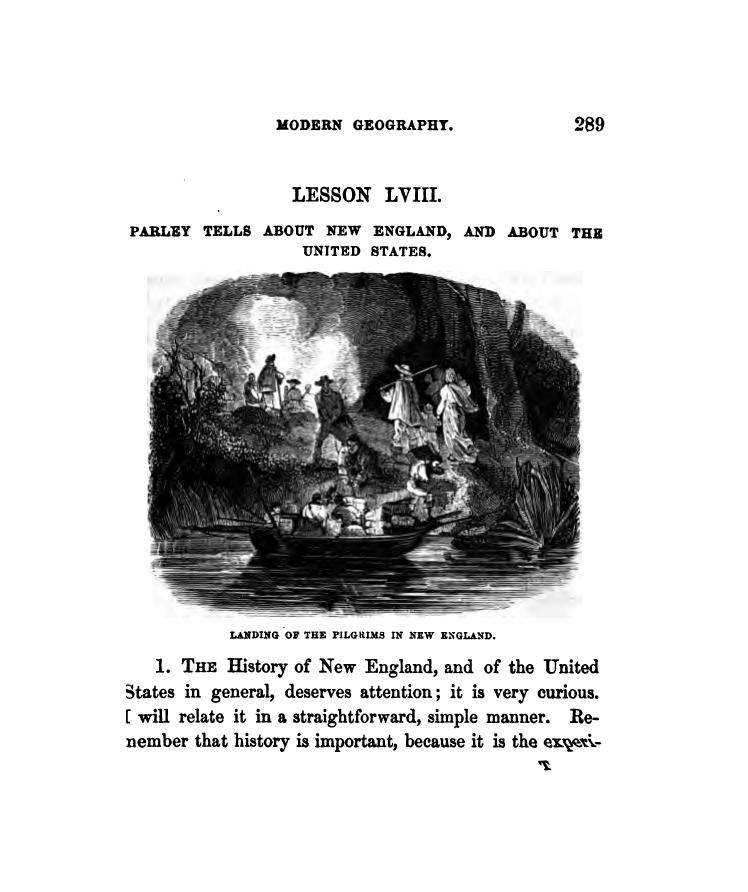 MODERN GEOGRAPHY. 289
LESSON LVIII.
PARLEY TELLS ABOUT NEW ENGLAND, AND ABOUT THE
UNITED STATES.
LANDING OF THE PILGRIMS IN NEW ENGLAND.
1. THE History of New England, and of the United
States in general, deserves attention; it is very curious.
I will relate it in a straightforward, simple manner. Re-
member that history is important, because it is the experi-
T